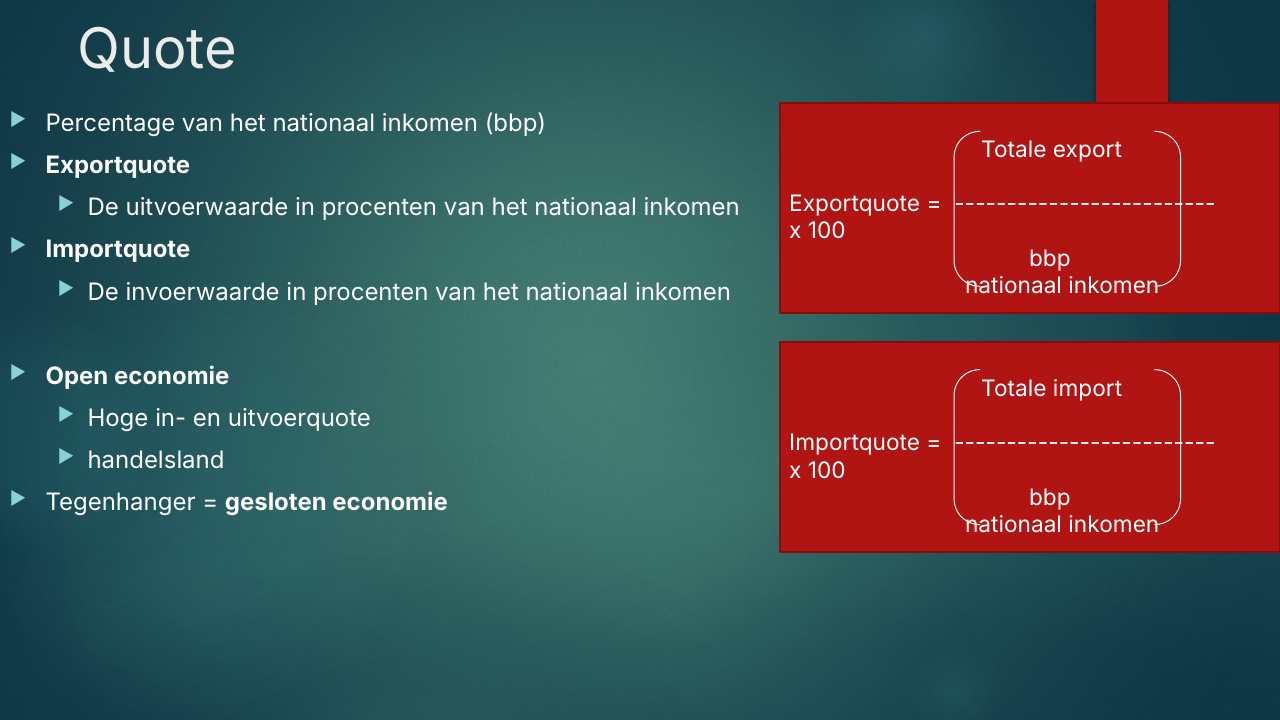 Quote
Percentage van het nationaal inkomen (bbp)
Exportquote
De uitvoerwaarde in procenten van het nationaal inkomen
Importquote
De invoerwaarde in procenten van het nationaal inkomen
Open economie
Hoge in- en uitvoerquote
handelsland
Tegenhanger = gesloten economie
Totale export
Exportquote = ---------------------------
x 100
bbp
nationaal inkomen
Totale import
Importquote = ---------------------------
x 100
bbp
nationaal inkomen